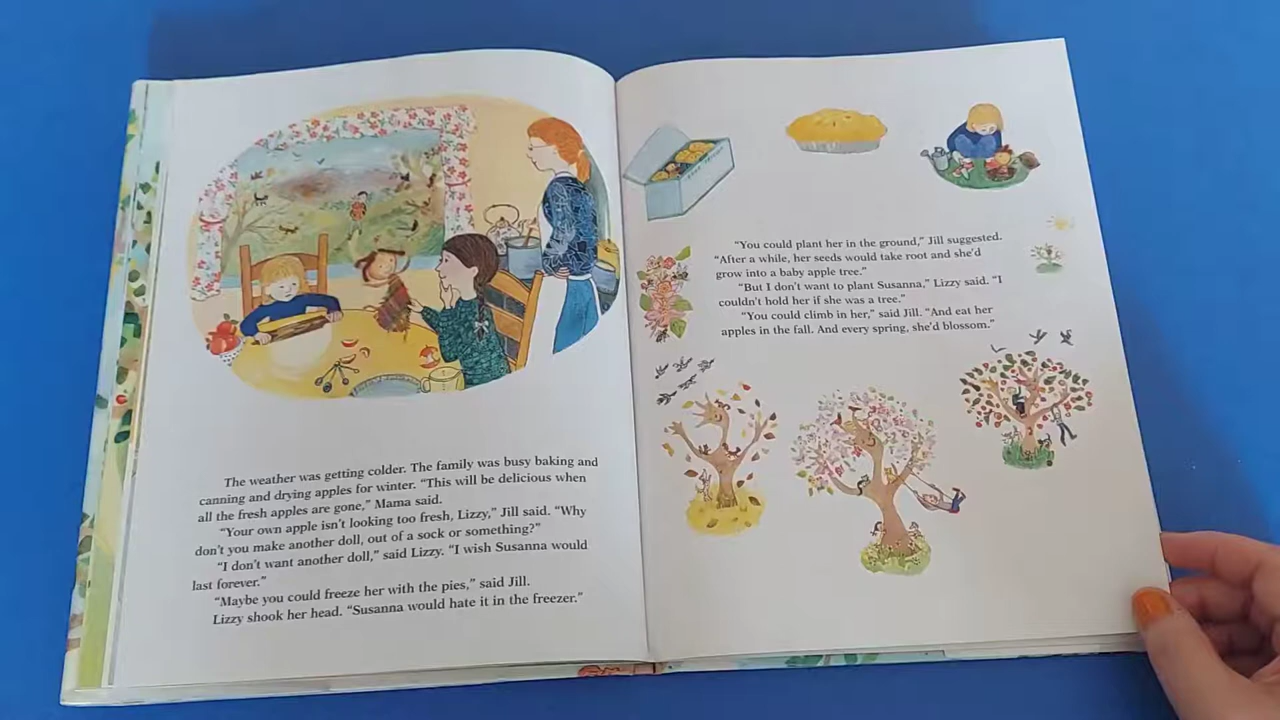 The weather was getting colder. The family was busy baking and
canning and drying apples for winter. “This will be delicious when
all the fresh apples are gone,” Mama said.
“Your own apple isn’t looking too fresh, Lizzy,” Jill said. “Why
don’t you make another doll, out of a sock or something?”
“I don’t want another doll,” said Lizzy. “I wish Susanna would
last forever.”
“Maybe you could freeze her with the pies,” said Jill.
Lizzy shook her head. “Susanna would hate it in the freezer.”
“You could plant her in the ground,” Jill suggested.
“After a while, her seeds would take root and she’d
grow into a baby apple tree.”
“But I don’t want to plant Susanna,” Lizzy said. “I
couldn’t hold her if she was a tree.”
“You could climb in her,” said Jill. “And eat her
apples in the fall. And every spring, she’d blossom.”